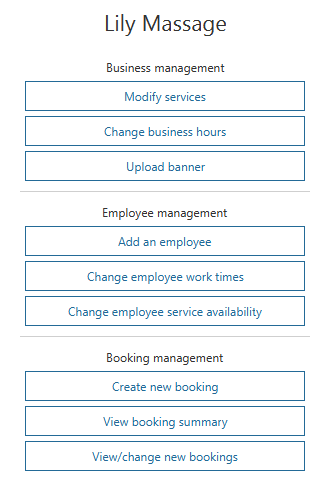 Lily Massage
Business management
Modify services
Change business hours
Upload banner
Employee management
Add an employee
Change employee work times
Change employee service availability
Booking management
Create new booking
View booking summary
View/change new bookings